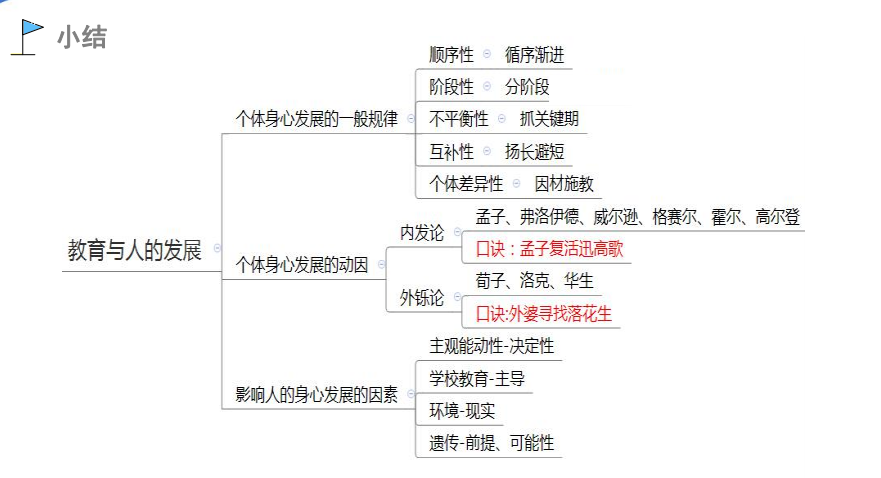 小结
教育与人的发展
个体身心发展的一般规律
顺序性 循序渐进
阶段性 分阶段
不平衡性 抓关键期
互补性 扬长避短
个体差异性 因材施教
个体身心发展的动因
内发论
孟子、弗洛伊德、威尔逊、格赛尔、霍尔、高尔登
口诀：孟子复活迅高歌
外铄论
荀子、洛克、华生
口诀:外婆寻找落花生
影响人的身心发展的因素
主观能动性-决定性
学校教育-主导
环境-现实
遗传-前提、可能性